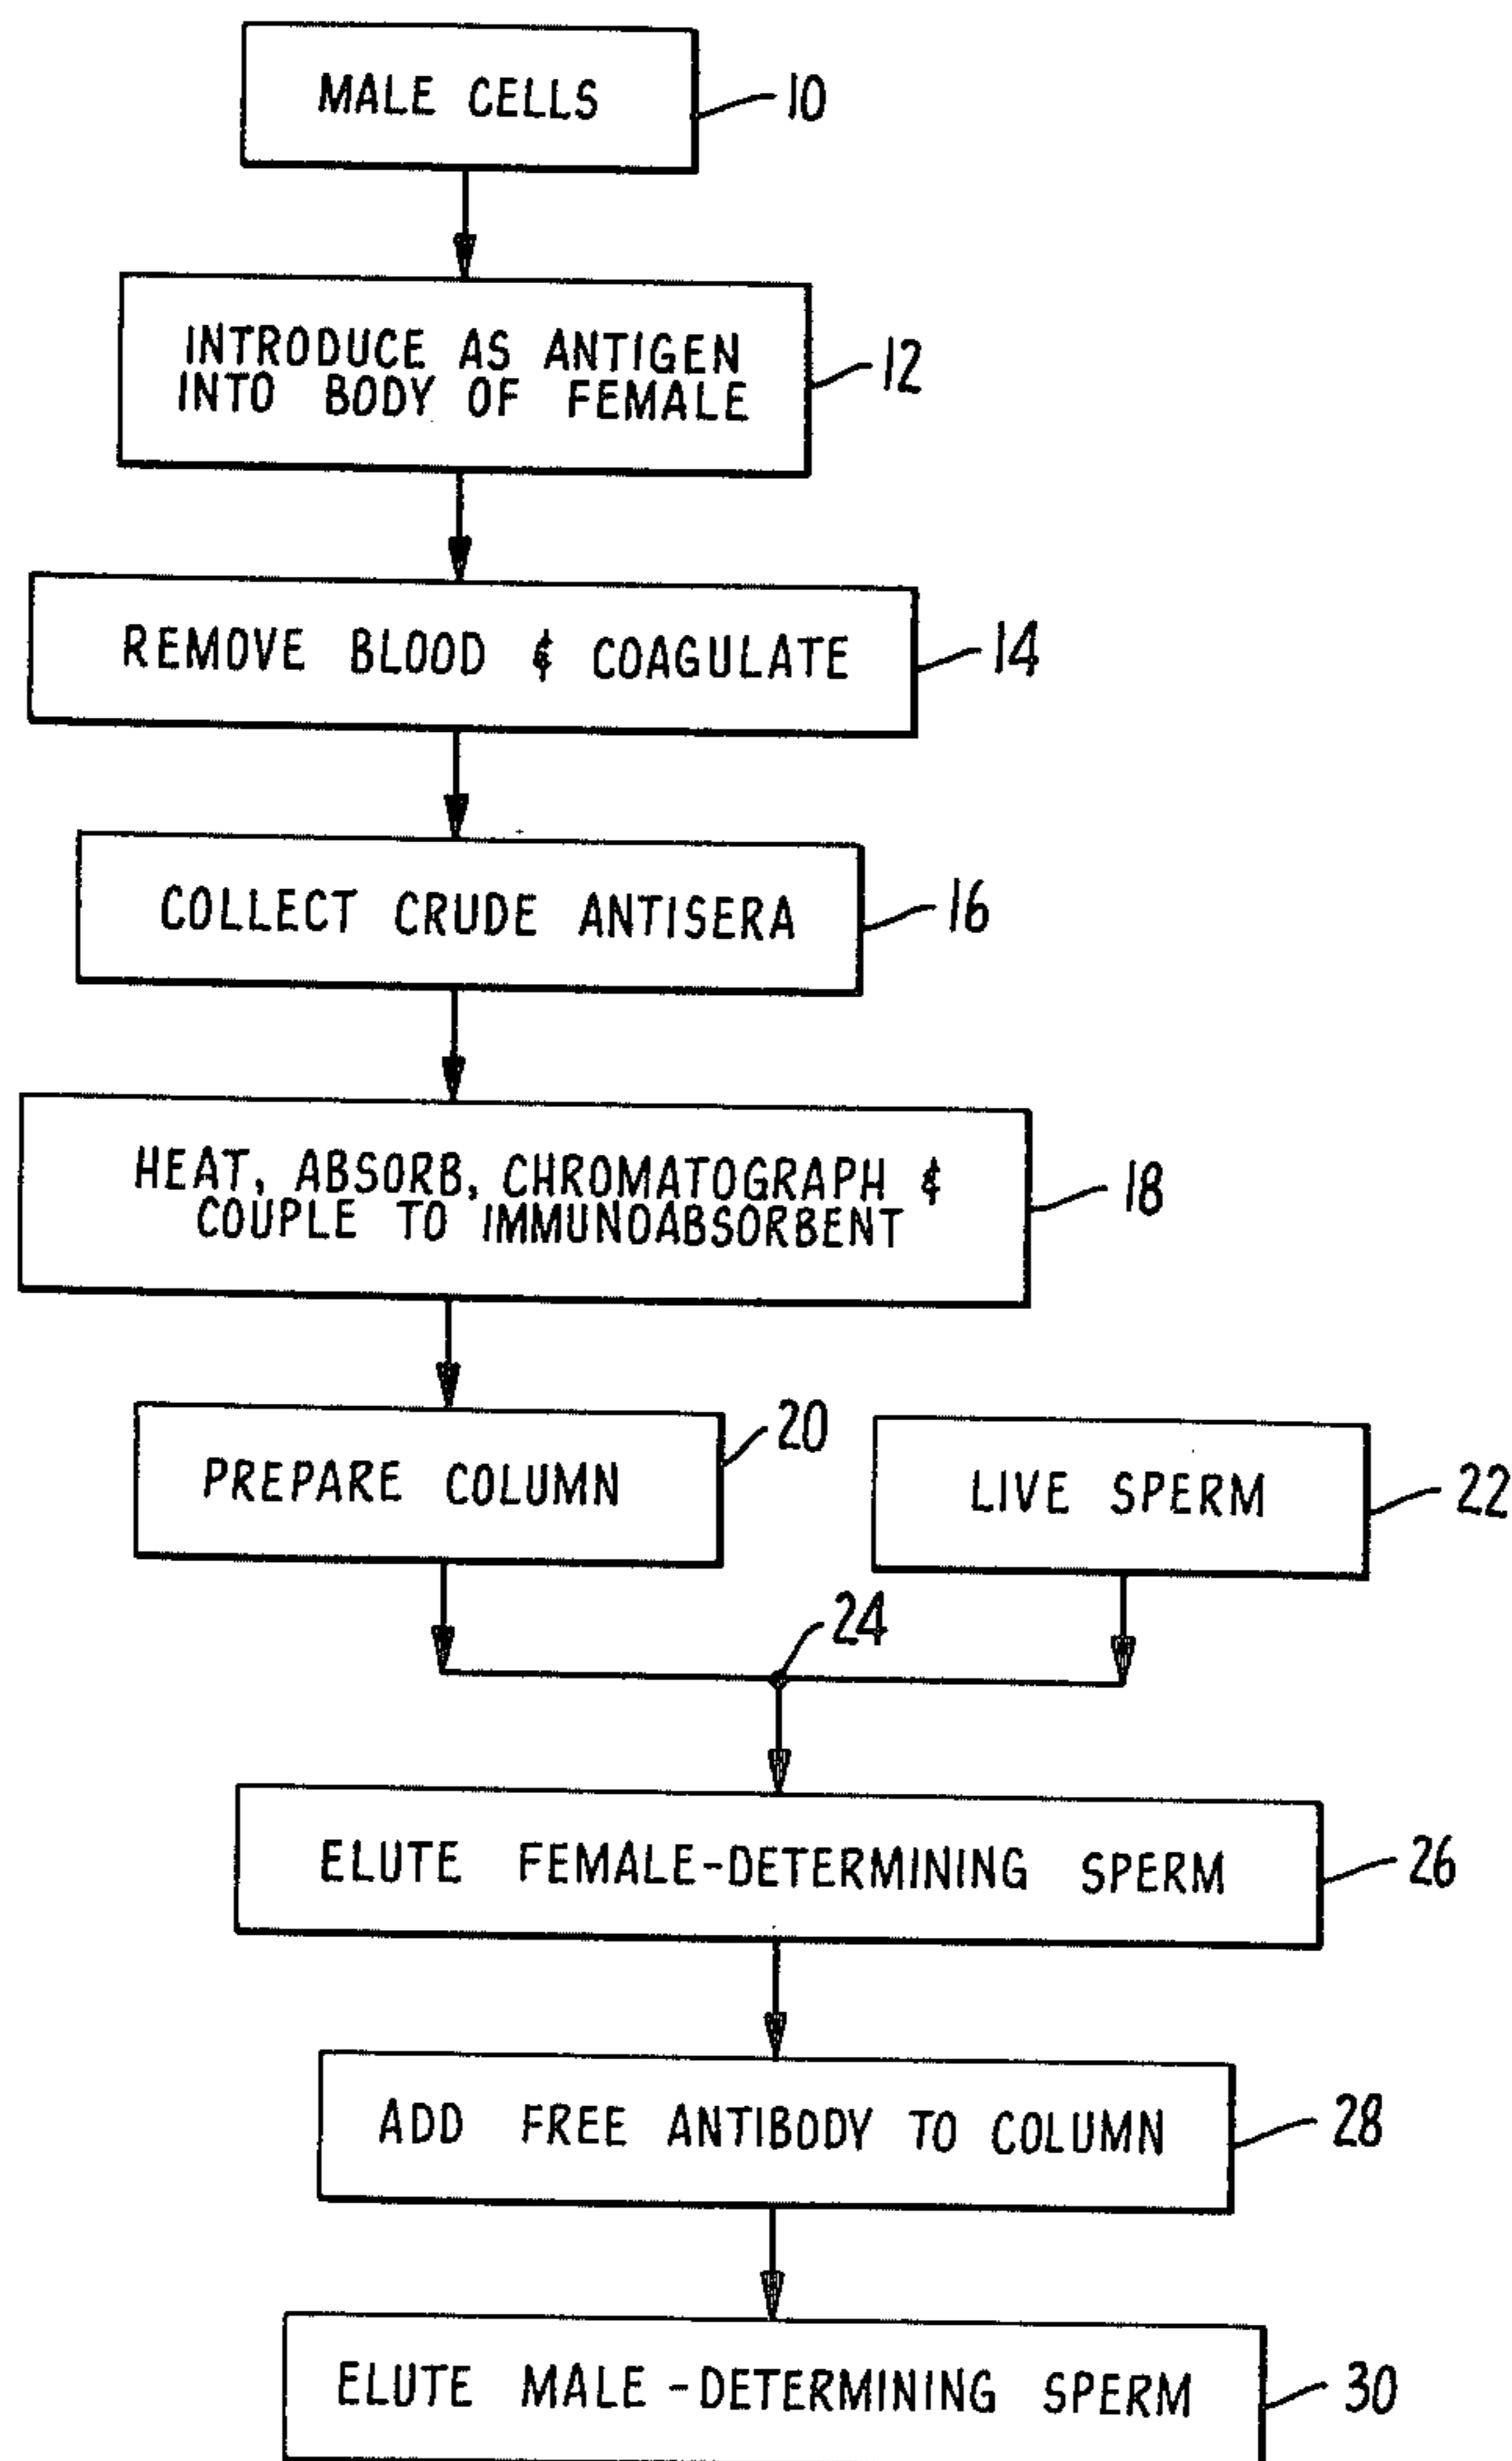 MALE CELLS
10
INTRODUCE AS ANTIGEN
INTO BODY OF FEMALE
12
REMOVE BLOOD & COAGULATE
14
COLLECT CRUDE ANTISERA
16
HEAT, ABSORB, CHROMATOGRAPH &
COUPLE TO IMMUNOABSORBENT
18
PREPARE COLUMN
20
LIVE SPERM
22
24
ELUTE FEMALE-DETERMINING SPERM
26
ADD FREE ANTIBODY TO COLUMN
28
ELUTE MALE-DETERMINING SPERM
30